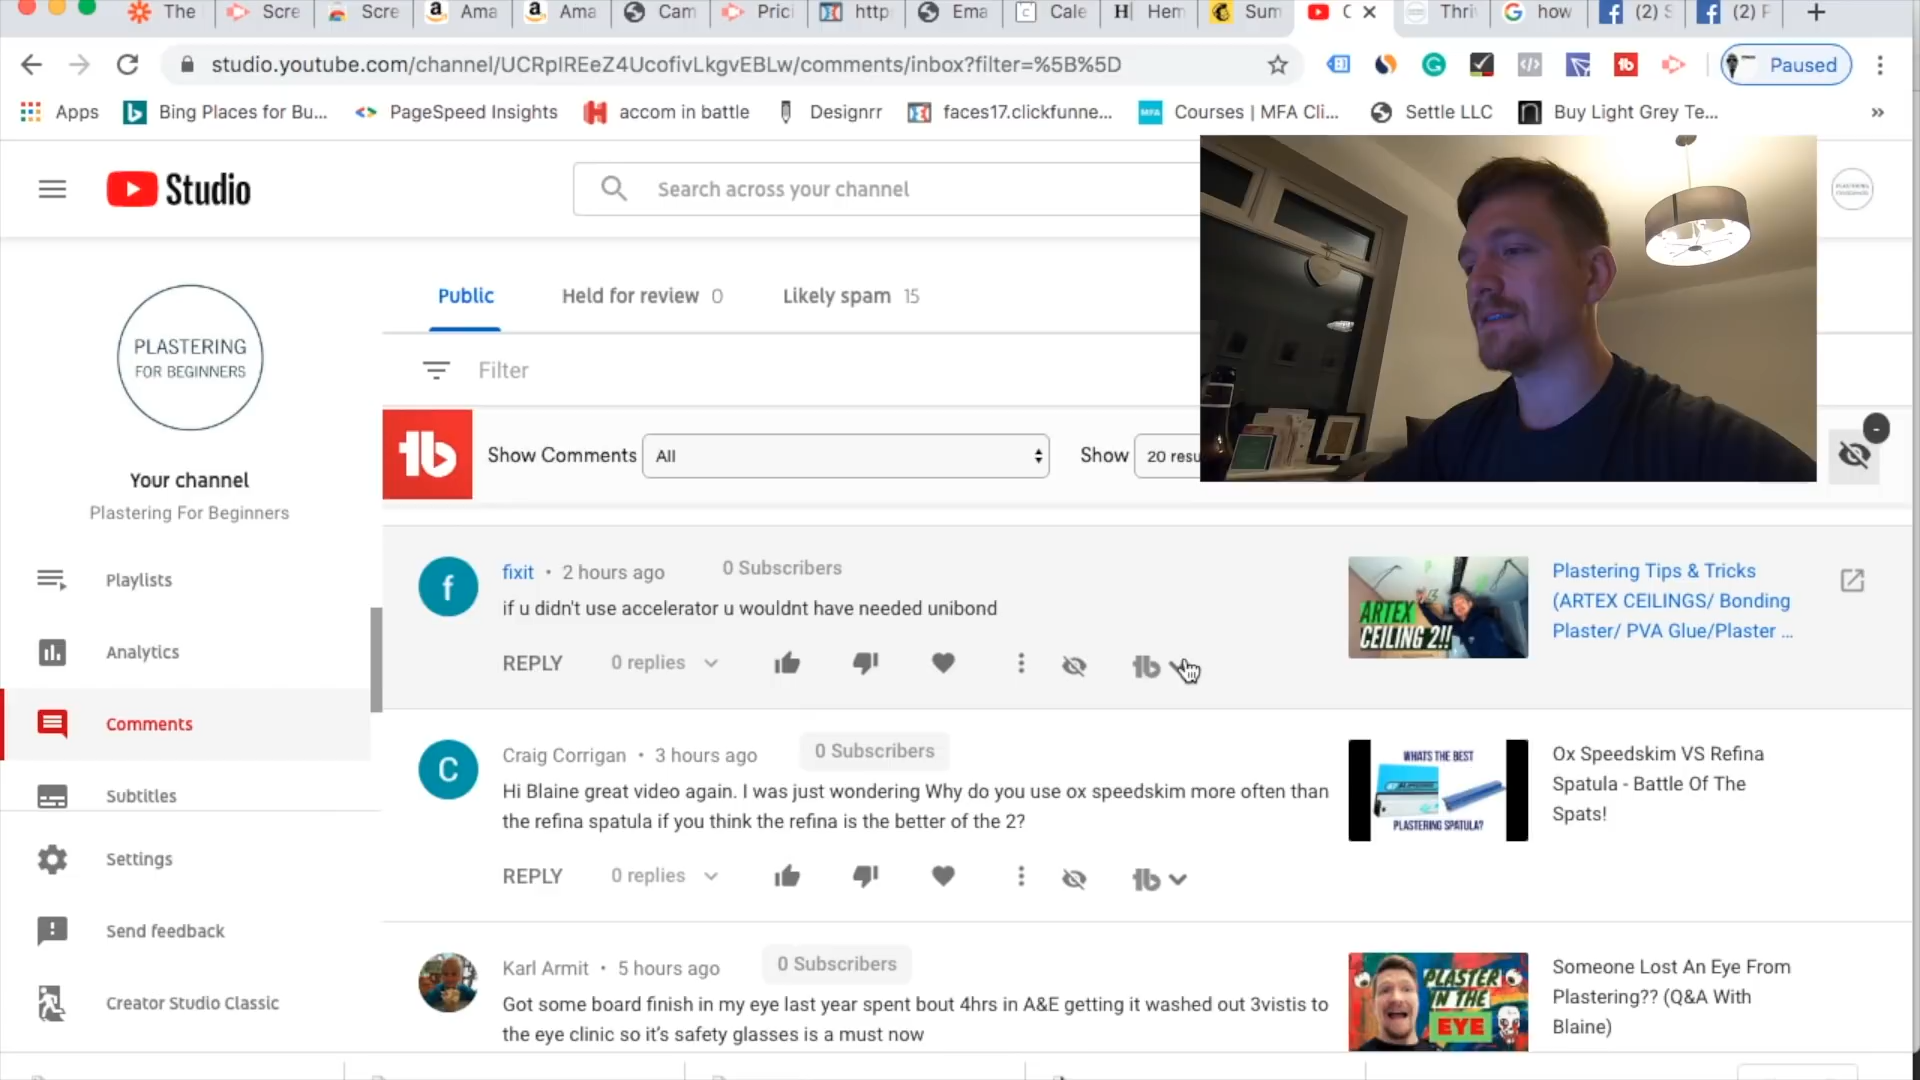 The
Scre
Scre
Ama
Ama
Cam
Prici
http
Ema
Cale
Hem
Sum
Thri
how
(2) S
(2) F
studio.youtube.com/channel/UCRpIREeZ4UcofivLkgvEBLw/comments/inbox?filter=%5B%5D
Paused
Apps
Bing Places for Bu...
PageSpeed Insights
accom in battle
Designrr
faces17.clickfunne...
MFA
Courses | MFA Cli...
Settle LLC
Buy Light Grey Te...
Studio
Search across your channel
PLASTERING
FOR BEGINNERS
Your channel
Plastering For Beginners
Playlists
Analytics
Comments
Subtitles
Settings
Send feedback
Creator Studio Classic
Public
Held for review 0
Likely spam 15
Filter
tb
Show Comments
All
Show
20 resu
-
f
fixit • 2 hours ago
0 Subscribers
if u didn't use accelerator u wouldnt have needed unibond
REPLY
0 replies
tb
ARTEX
CEILING 2!!
Plastering Tips & Tricks
(ARTEX CEILINGS/ Bonding
Plaster/ PVA Glue/Plaster ...
C
Craig Corrigan • 3 hours ago
0 Subscribers
Hi Blaine great video again. I was just wondering Why do you use ox speedskim more often than
the refina spatula if you think the refina is the better of the 2?
REPLY
0 replies
tb
WHATS THE BEST
PLASTERING SPATULA?
Ox Speedskim VS Refina
Spatula - Battle Of The
Spats!
Karl Armit • 5 hours ago
0 Subscribers
Got some board finish in my eye last year spent bout 4hrs in A&E getting it washed out 3vistis to
the eye clinic so it's safety glasses is a must now
PLASTER
IN THE
EYE
Someone Lost An Eye From
Plastering?? (Q&A With
Blaine)